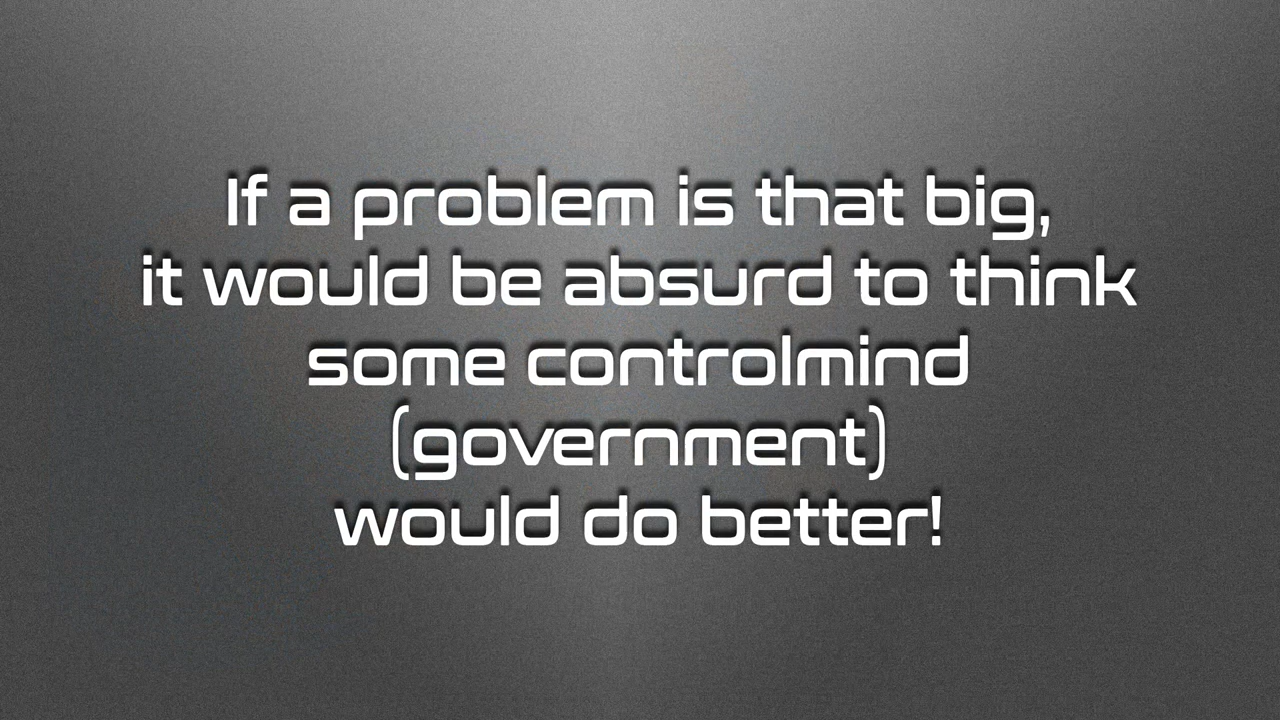 If a problem is that big,
it would be absurd to think
some controlmind
(government)
would do better!